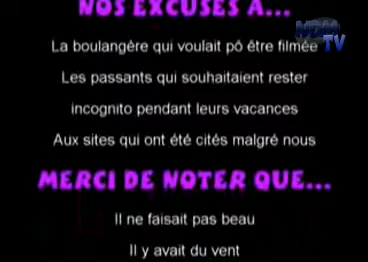 NOS EXCUSES A...
La boulangère qui voulait pô être filmée
Les passants qui souhaitaient rester
incognito pendant leurs vacances
Aux sites qui ont été cités malgré nous
MERCI DE NOTER QUE...
Il ne faisait pas beau
Il y avait du vent
TV